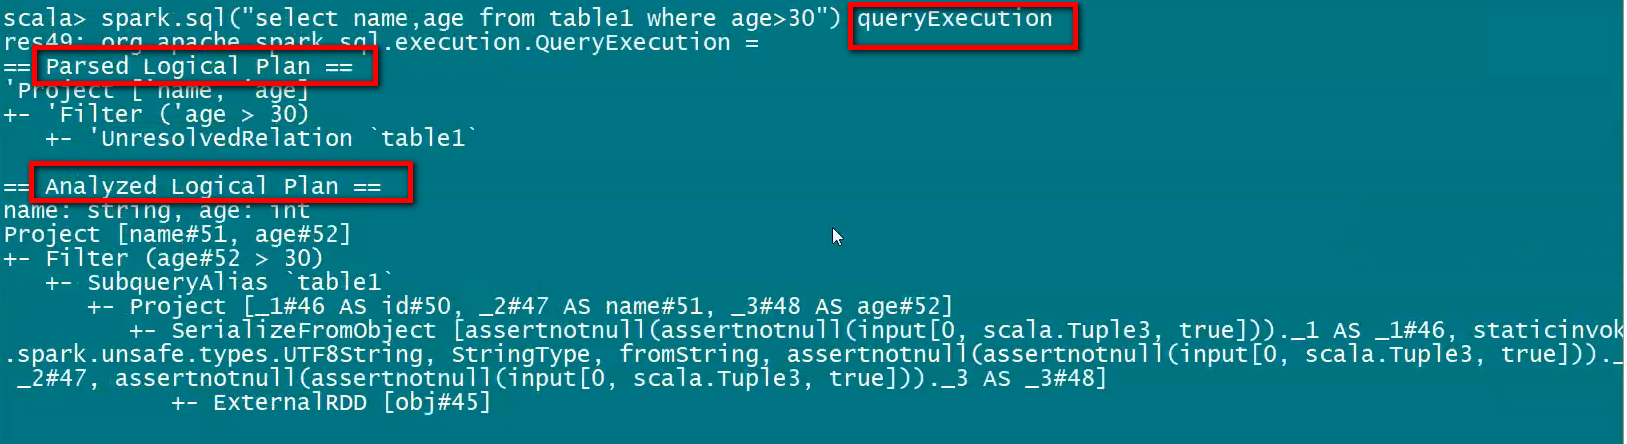 scala> spark.sql("select name,age from table1 where age>30") queryExecution
res49: org.apache.spark.sql.execution.QueryExecution =
== Parsed Logical Plan ==
'Project ['name, 'age]
+- 'Filter ('age > 30)
   +- 'UnresolvedRelation `table1`
== Analyzed Logical Plan ==
name: string, age: int
Project [name#51, age#52]
+- Filter (age#52 > 30)
   +- SubqueryAlias `table1`
      +- Project [_1#46 AS id#50, _2#47 AS name#51, _3#48 AS age#52]
         +- SerializeFromObject [assertnotnull(assertnotnull(input[0, scala.Tuple3, true]))._1 AS _1#46, staticinvok
.spark.unsafe.types.UTF8String, StringType, fromString, assertnotnull(assertnotnull(input[0, scala.Tuple3, true]))._
 _2#47, assertnotnull(assertnotnull(input[0, scala.Tuple3, true]))._3 AS _3#48]
            +- ExternalRDD [obj#45]